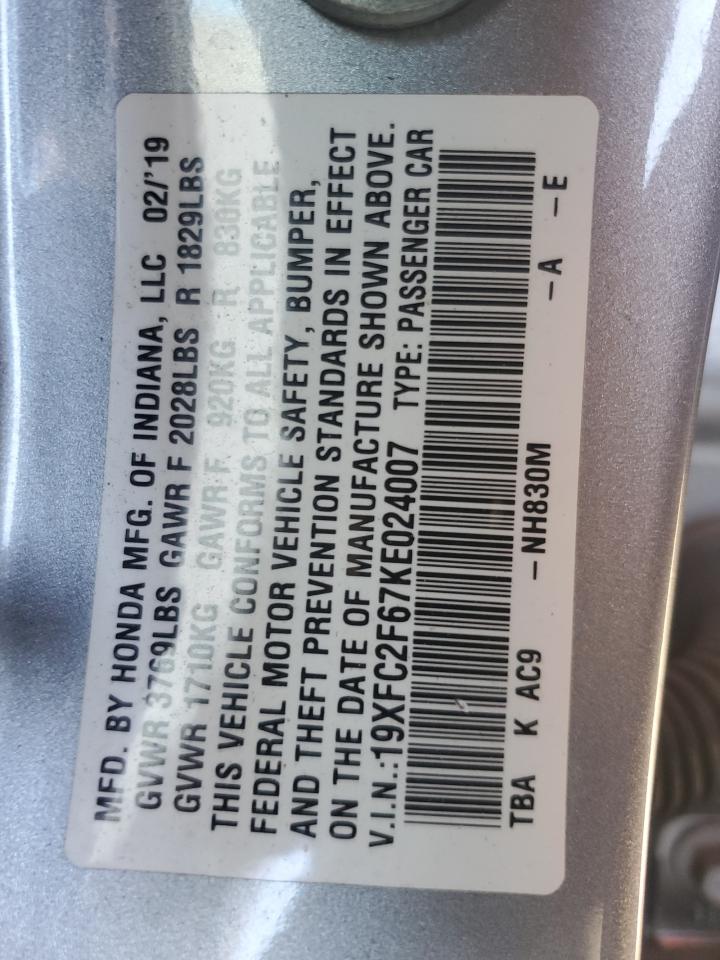 MFD. BY HONDA MFG. OF INDIANA, LLC 02/'19
GVWR 3769LBS GAWR F 2028LBS R 1829LBS
GVWR 1710KG GAWR F 920KG R 830KG
THIS VEHICLE CONFORMS TO ALL APPLICABLE
FEDERAL MOTOR VEHICLE SAFETY, BUMPER,
AND THEFT PREVENTION STANDARDS IN EFFECT
ON THE DATE OF MANUFACTURE SHOWN ABOVE.
V.I.N.:19XFC2F67KE024007 TYPE: PASSENGER CAR
TBA K AC9 -NH830M -A -E